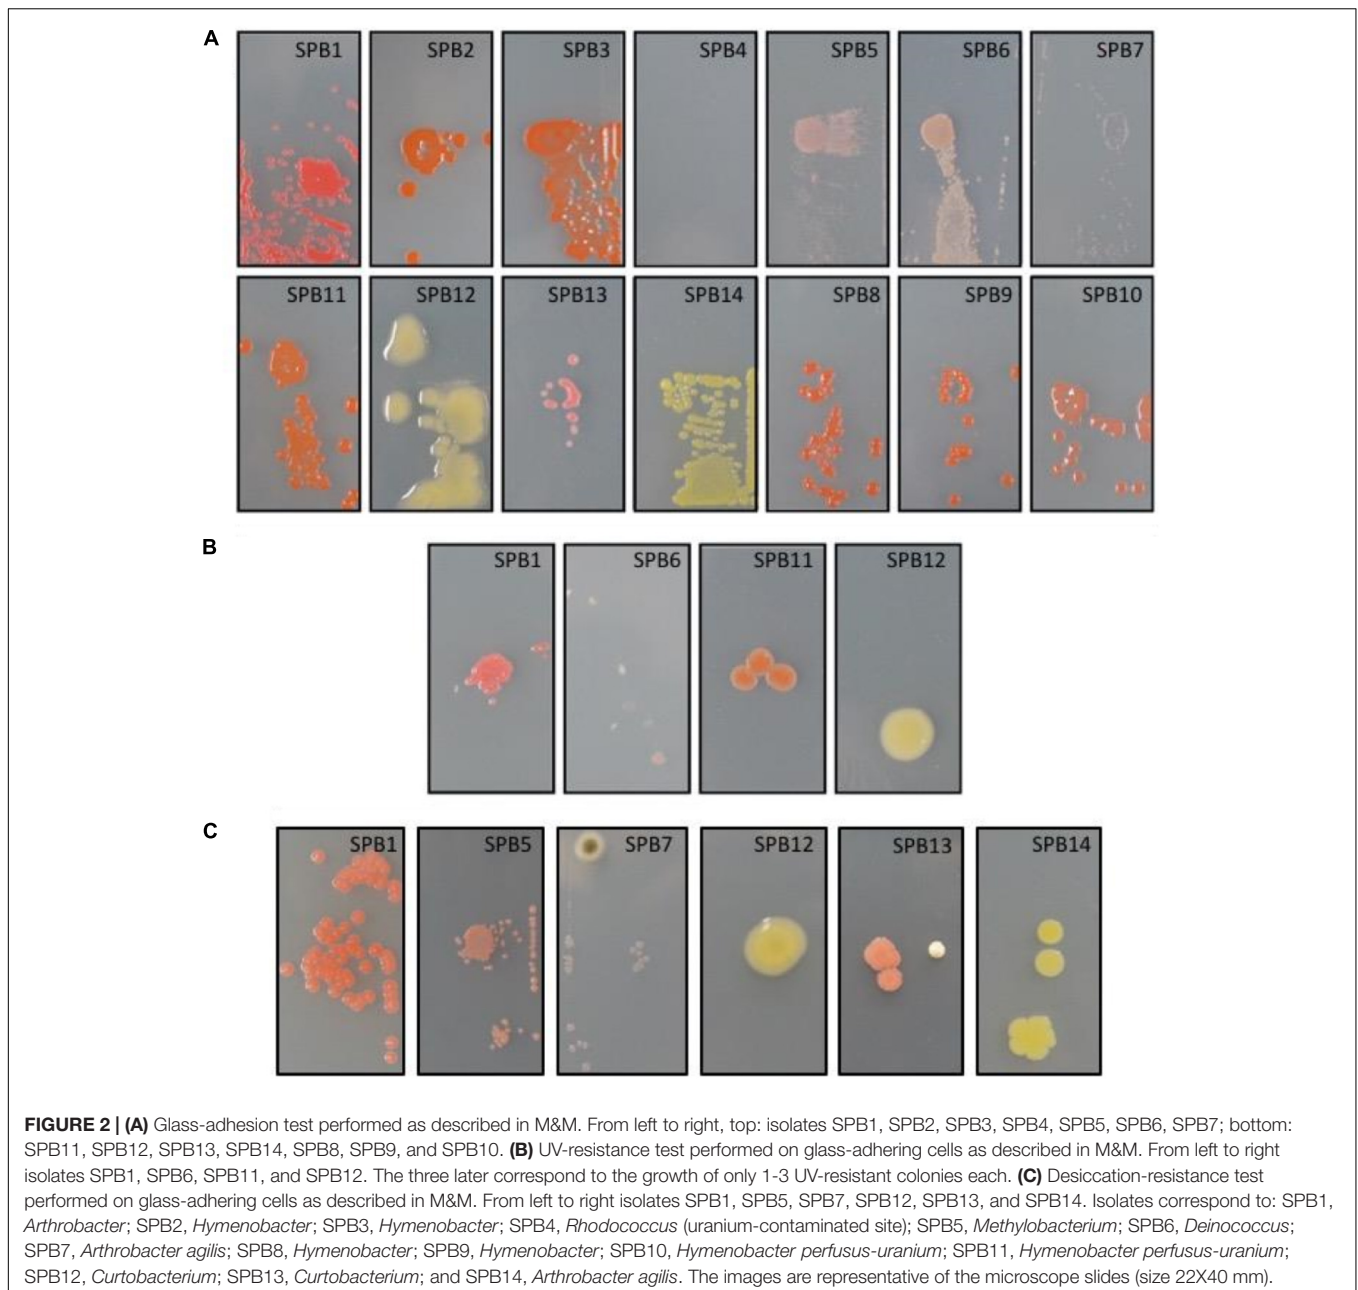 A
SPB1 SPB2 SPB3 SPB4 SPB5 SPB6 SPB7
SPB11 SPB12 SPB13 SPB14 SPB8 SPB9 SPB10
B
SPB1 SPB6 SPB11 SPB12
C
SPB1 SPB5 SPB7 SPB12 SPB13 SPB14
FIGURE 2 | (A) Glass-adhesion test performed as described in M&M. From left to right, top: isolates SPB1, SPB2, SPB3, SPB4, SPB5, SPB6, SPB7; bottom:
SPB11, SPB12, SPB13, SPB14, SPB8, SPB9, and SPB10. (B) UV-resistance test performed on glass-adhering cells as described in M&M. From left to right
isolates SPB1, SPB6, SPB11, and SPB12. The three later correspond to the growth of only 1-3 UV-resistant colonies each. (C) Desiccation-resistance test
performed on glass-adhering cells as described in M&M. From left to right isolates SPB1, SPB5, SPB7, SPB12, SPB13, and SPB14. Isolates correspond to: SPB1,
Arthrobacter; SPB2, Hymenobacter; SPB3, Hymenobacter; SPB4, Rhodococcus (uranium-contaminated site); SPB5, Methylobacterium; SPB6, Deinococcus;
SPB7, Arthrobacter agilis; SPB8, Hymenobacter; SPB9, Hymenobacter; SPB10, Hymenobacter perfusus-uranium; SPB11, Hymenobacter perfusus-uranium;
SPB12, Curtobacterium; SPB13, Curtobacterium; and SPB14, Arthrobacter agilis. The images are representative of the microscope slides (size 22X40 mm).